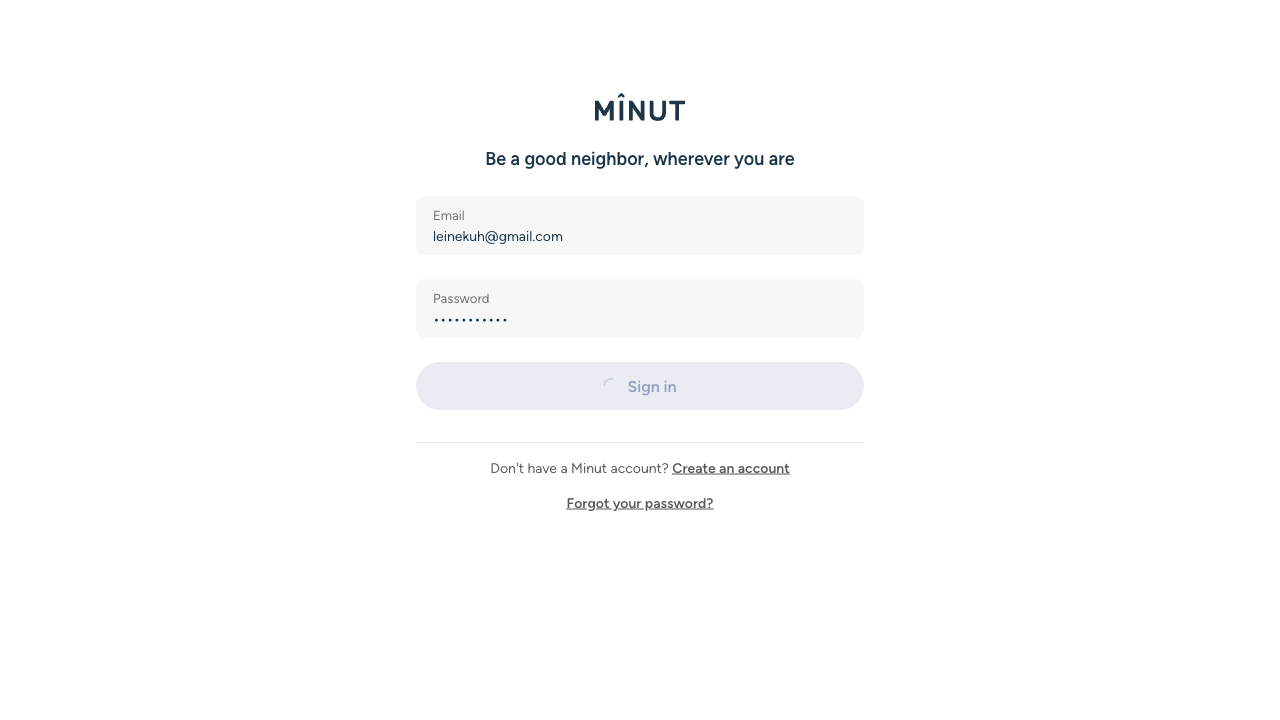 MÎNUT
Be a good neighbor, wherever you are
Email
leinekuh@gmail.com
Password
•••••••••••
Sign in
Don't have a Minut account? Create an account
Forgot your password?